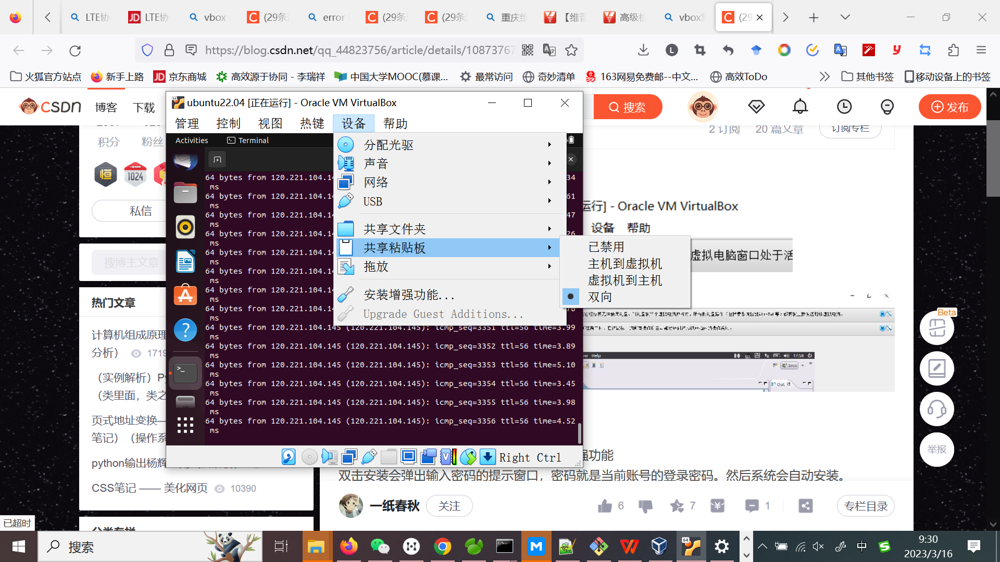 LTE协
LTE协
vbox
(29条
error
(29条
(29条
重庆维
【维普
高级检
vbox
(29
https://blog.csdn.net/qq_44823756/article/details/10873767
火狐官方站点
新手上路
京东商城
高效源于协同 - 李瑞祥
中国大学MOOC(慕课...
最常访问
奇妙清单
163网易免费邮--中文...
高效ToDo
其他书签
移动设备上的书签
CSDN
博客
下载
搜索
发布
ubuntu22.04 [正在运行] - Oracle VM VirtualBox
管理 控制 视图 热键 设备 帮助
积分
粉丝
2 订阅
20 篇文章
订阅专栏
1024
私信
搜博主文章
热门文章
计算机组成原理
分析）
1719
（实例解析）Py
（类里面，类之
页式地址变换—
笔记）（操作系
python输出杨辉
CSS笔记 —— 美化网页 10390
Activities
Terminal
64 bytes from 120.221.104.14
34
ms
64 bytes from 120.221.104.14
61
ms
64 bytes from 120.221.104.14
47
ms
64 bytes from 120.221.104.14
26
ms
64 bytes from 120.221.104.14
ms
64 bytes from 120.221.104.14
ms
64 bytes from 120.221.104.14
ms
64 bytes from 120.221.104.14
76
ms
64 bytes from 120.221.104.145 (120.221.104.145): icmp_seq=3351 ttl=56 time=3.99
ms
64 bytes from 120.221.104.145 (120.221.104.145): icmp_seq=3352 ttl=56 time=3.89
ms
64 bytes from 120.221.104.145 (120.221.104.145): icmp_seq=3353 ttl=56 time=5.10
ms
64 bytes from 120.221.104.145 (120.221.104.145): icmp_seq=3354 ttl=56 time=3.45
ms
64 bytes from 120.221.104.145 (120.221.104.145): icmp_seq=3355 ttl=56 time=3.98
ms
64 bytes from 120.221.104.145 (120.221.104.145): icmp_seq=3356 ttl=56 time=4.52
ms
分配光驱
声音
网络
USB
共享文件夹
共享粘贴板
拖放
安装增强功能...
Upgrade Guest Additions...
已禁用
主机到虚拟机
虚拟机到主机
双向
Right Ctrl
运行] - Oracle VM VirtualBox
设备 帮助
虚拟电脑窗口处于活
Help
17:58
Java
Out
强功能
双击安装会弹出输入密码的提示窗口，密码就是当前账号的登录密码。然后系统会自动安装。
一纸春秋
关注
6
7
1
专栏目录
Beta
举报
已超时
分类专栏
搜索
中
9:30
2023/3/16